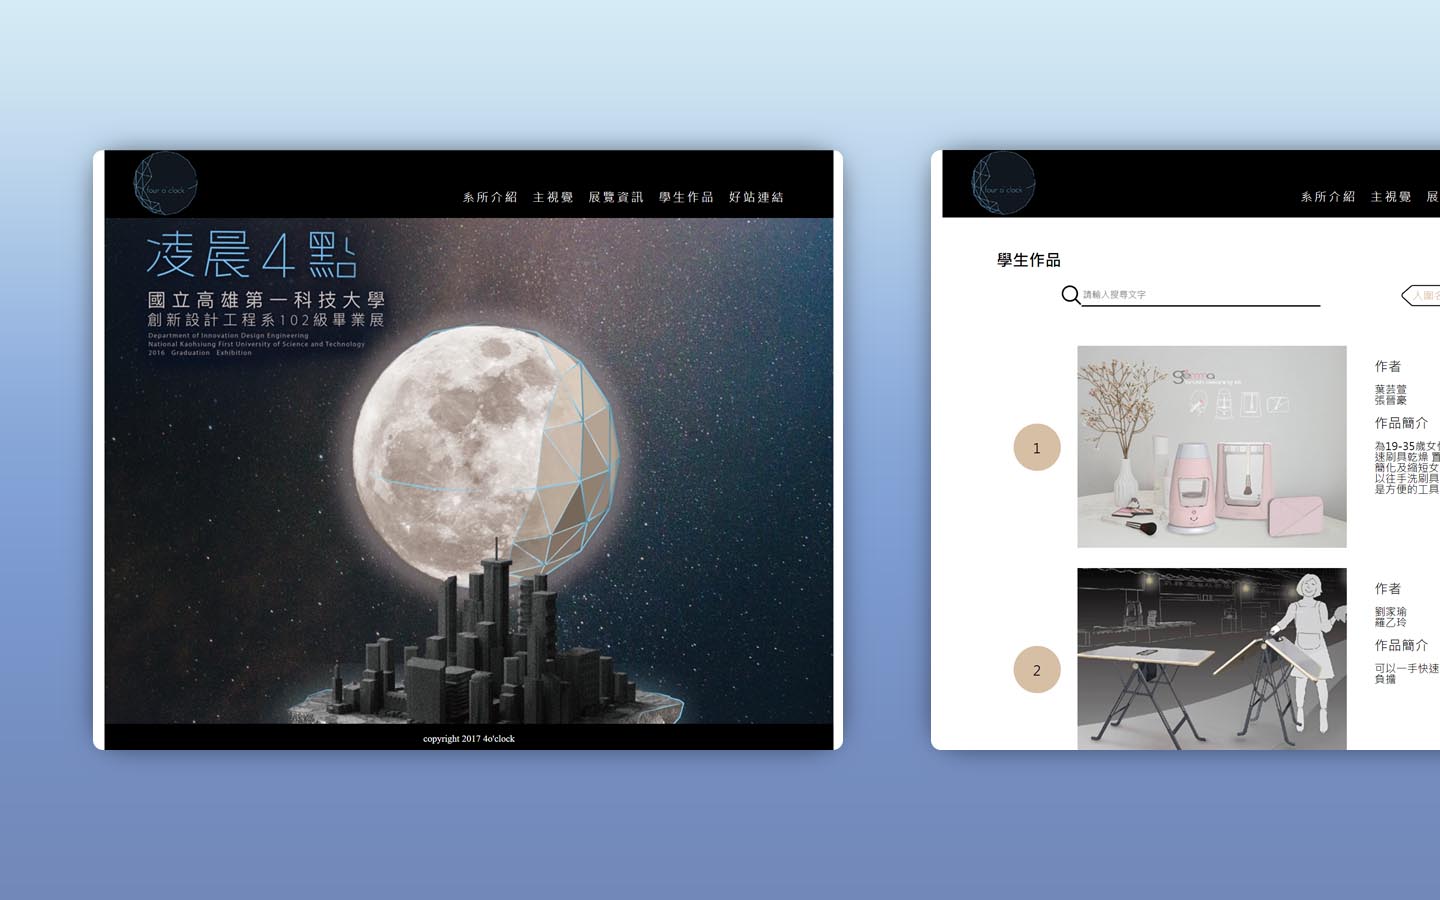 four o'clock
系所介紹 主視覺 展覽資訊 學生作品 好站連結
凌晨4點
國立高雄第一科技大學
創新設計工程系102級畢業展
Department of Innovation Design Engineering
National Kaohsiung First University of Science and Technology
2016 Graduation Exhibition
copyright 2017 4o'clock
four o'clock
系所介紹 主視覺 展
學生作品
請輸入搜尋文字
人圍名
1
gemma
作者
葉芸萱
張晉豪
作品簡介
為19-35歲女性
速刷具乾燥 置
簡化及縮短女
以往手洗刷具
是方便的工具
2
作者
劉家瑜
羅乙玲
作品簡介
可以一手快速
負擔